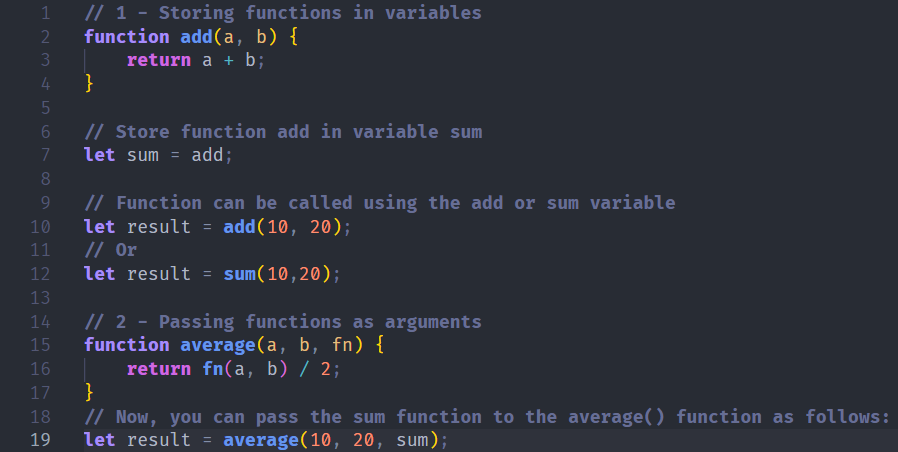 1 // 1 - Storing functions in variables
2 function add(a, b) {
3     return a + b;
4 }
5
6 // Store function add in variable sum
7 let sum = add;
8
9 // Function can be called using the add or sum variable
10 let result = add(10, 20);
11 // Or
12 let result = sum(10,20);
13
14 // 2 - Passing functions as arguments
15 function average(a, b, fn) {
16     return fn(a, b) / 2;
17 }
18 // Now, you can pass the sum function to the average() function as follows:
19 let result = average(10, 20, sum);